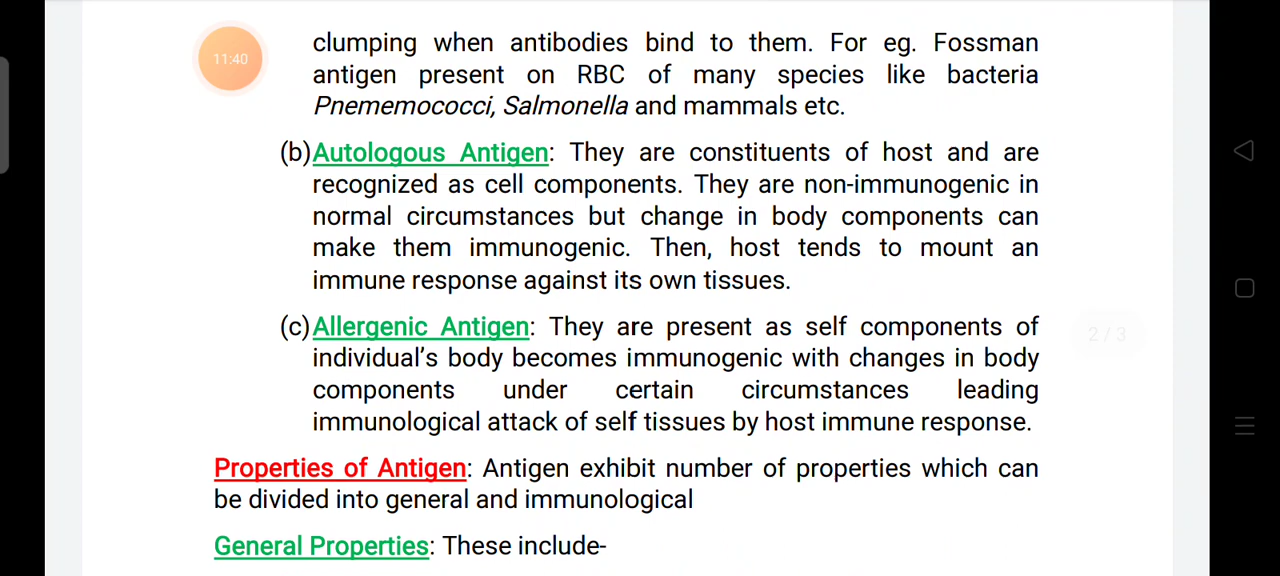 clumping when antibodies bind to them. For eg. Fossman
11:40
antigen present on RBC of many species like bacteria
Pnememococci, Salmonella and mammals etc.
(b)Autologous Antigen: They are constituents of host and are
recognized as cell components. They are non-immunogenic in
normal circumstances but change in body components can
make them immunogenic. Then, host tends to mount an
immune response against its own tissues.
(c)Allergenic Antigen: They are present as self components of
2/3
individual's body becomes immunogenic with changes in body
components under certain circumstances leading
immunological attack of self tissues by host immune response.
Properties of Antigen: Antigen exhibit number of properties which can
be divided into general and immunological
General Properties: These include-